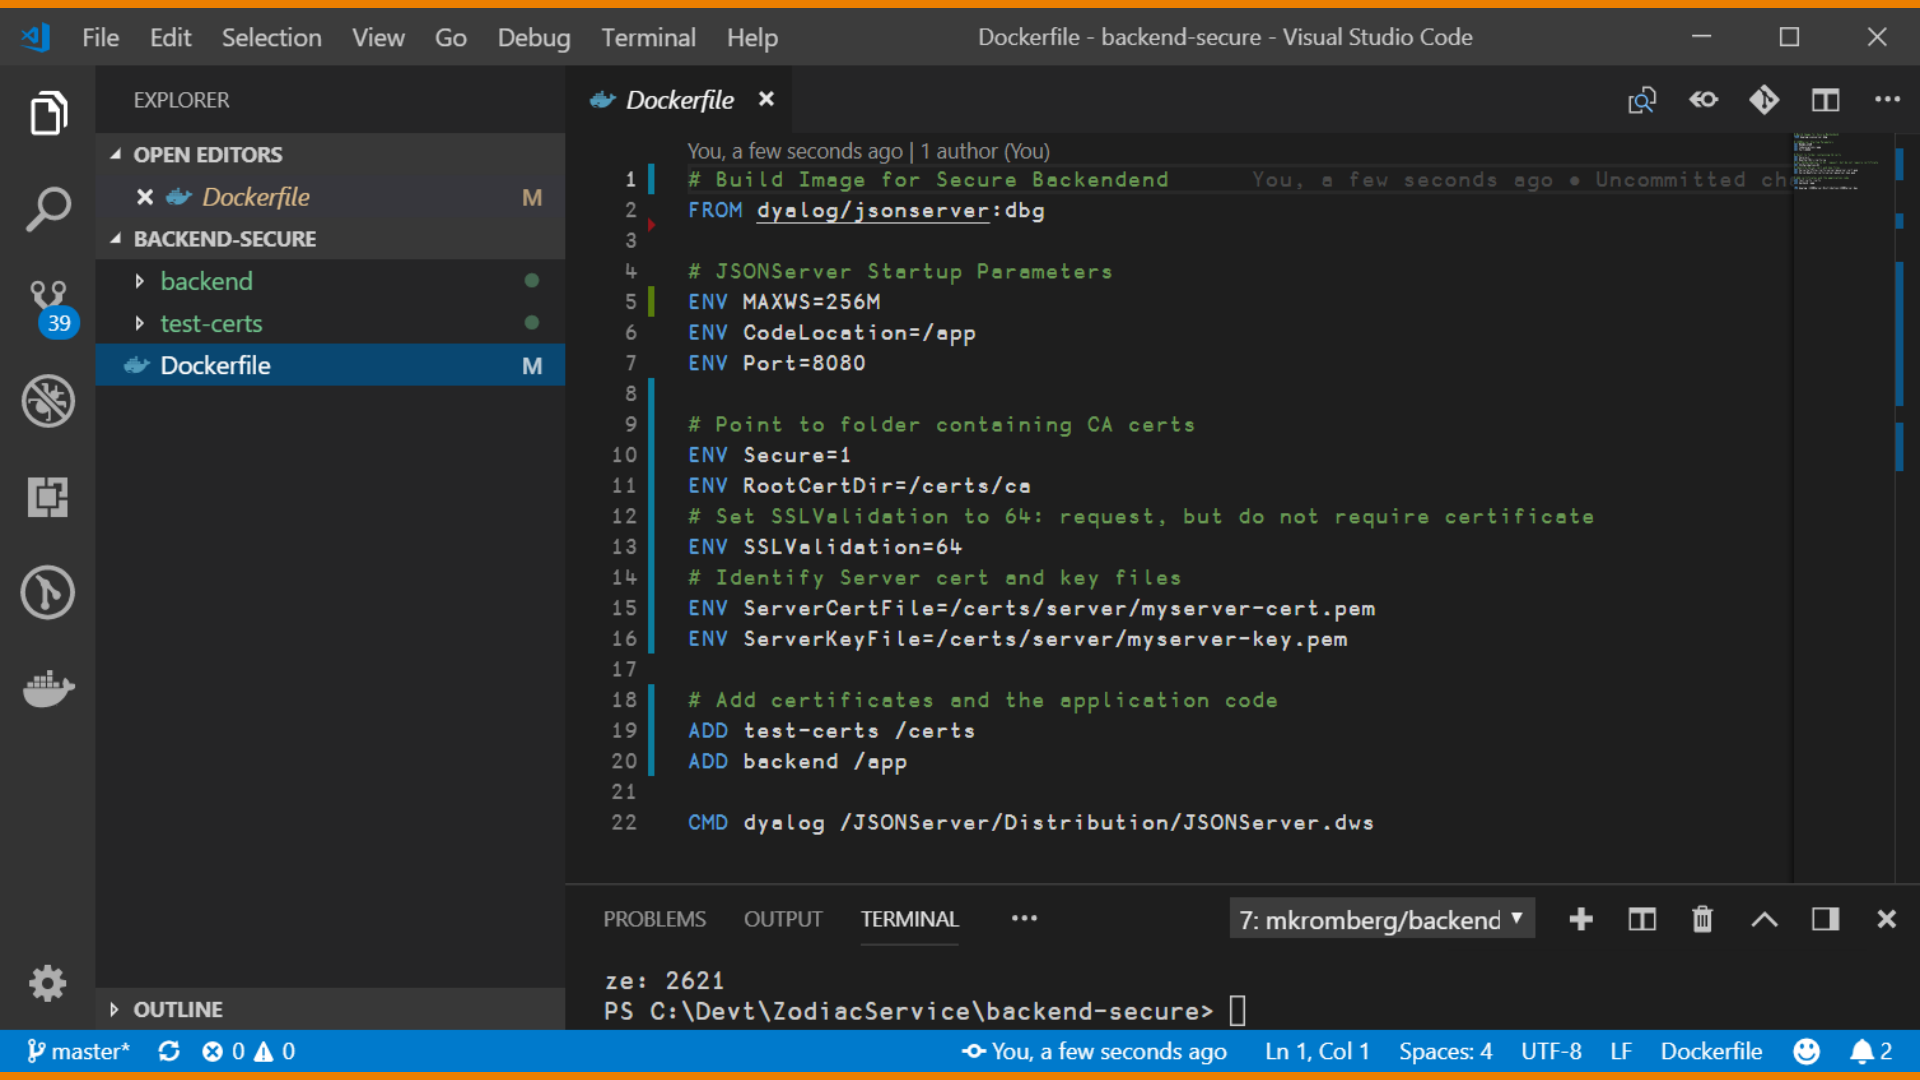 File Edit Selection View Go Debug Terminal Help
Dockerfile - backend-secure - Visual Studio Code
EXPLORER
OPEN EDITORS
Dockerfile M
BACKEND-SECURE
backend
test-certs
Dockerfile M
39
OUTLINE
Dockerfile
You, a few seconds ago | 1 author (You)
1 # Build Image for Secure Backendend You, a few seconds ago • Uncommitted cha
2 FROM dyalog/jsonserver:dbg
3
4 # JSONServer Startup Parameters
5 ENV MAXWS=256M
6 ENV CodeLocation=/app
7 ENV Port=8080
8
9 # Point to folder containing CA certs
10 ENV Secure=1
11 ENV RootCertDir=/certs/ca
12 # Set SSLValidation to 64: request, but do not require certificate
13 ENV SSLValidation=64
14 # Identify Server cert and key files
15 ENV ServerCertFile=/certs/server/myserver-cert.pem
16 ENV ServerKeyFile=/certs/server/myserver-key.pem
17
18 # Add certificates and the application code
19 ADD test-certs /certs
20 ADD backend /app
21
22 CMD dyalog /JSONServer/Distribution/JSONServer.dws
PROBLEMS OUTPUT TERMINAL ••• 7: mkromberg/backend
ze: 2621
PS C:\Devt\ZodiacService\backend-secure>
master* 0 0 You, a few seconds ago Ln 1, Col 1 Spaces: 4 UTF-8 LF Dockerfile 2